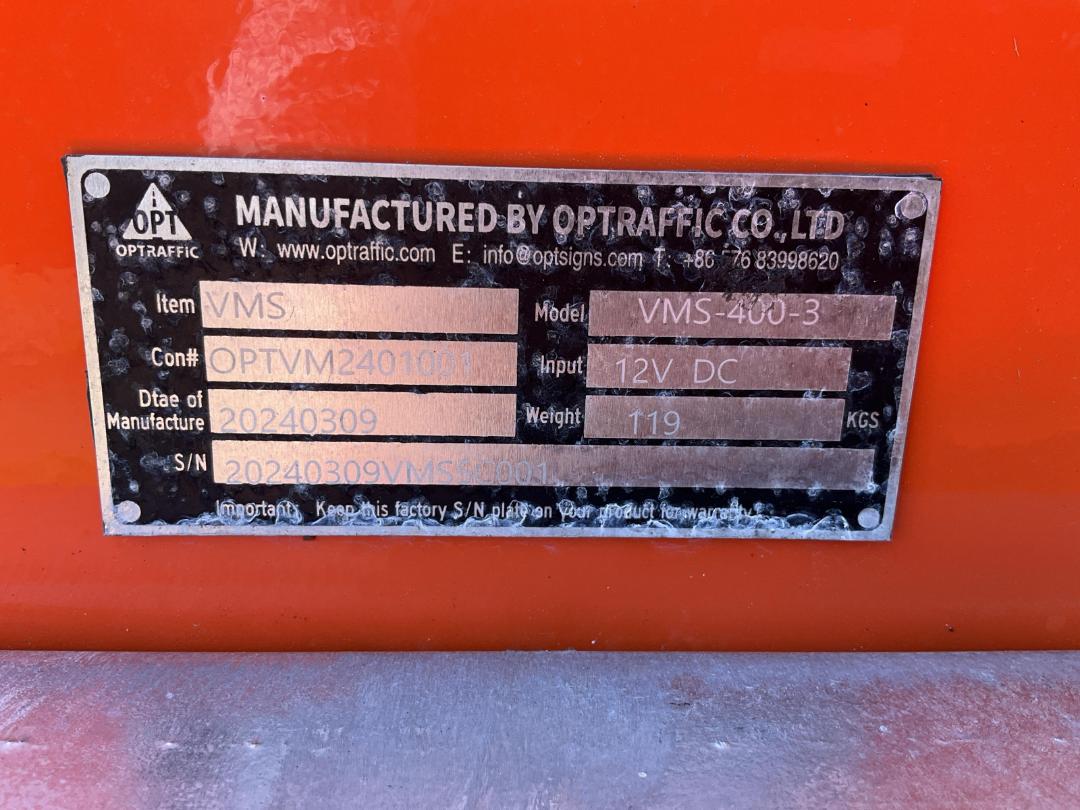 OPT
OPTRAFFIC
MANUFACTURED BY OPTRAFFIC CO.,LTD
W: www.optraffic.com E: info@optsigns.com T: +86 76 83998620
Item VMS Model VMS-400-3
Con# OPTVM2401001 Input 12V DC
Dtae of
Manufacture 20240309 Weight 119 KGS
S/N
Important: Keep this factory S/N plate on your product for warranty!